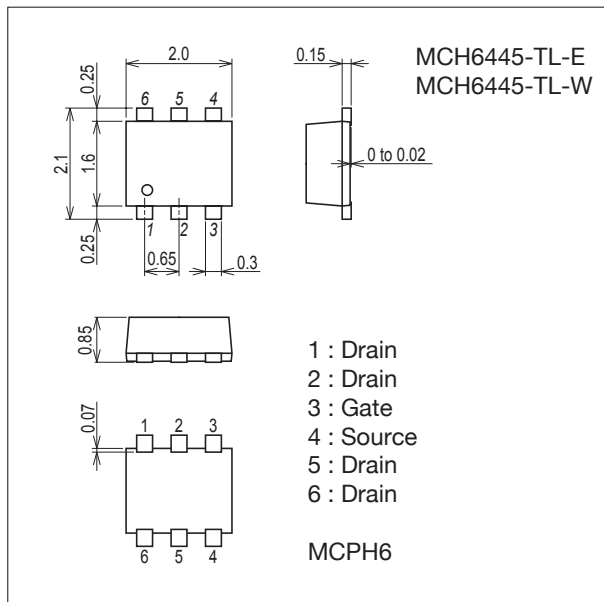 2.0
0.25
6 5 4
2.1
1.6
1 2 3
0.25
0.65
0.3
0.15
MCH6445-TL-E
MCH6445-TL-W
0 to 0.02
0.85
0.07
1 2 3
6 5 4
1 : Drain
2 : Drain
3 : Gate
4 : Source
5 : Drain
6 : Drain
MCPH6